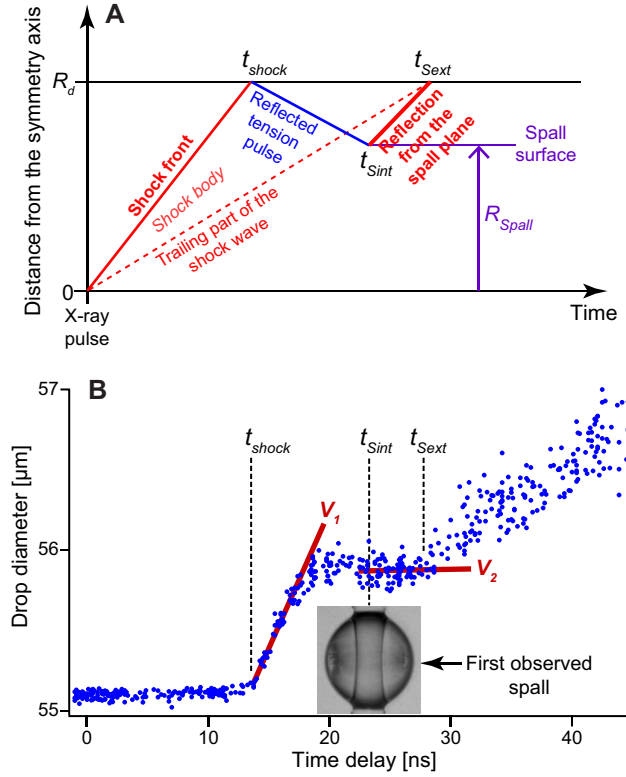 A
Distance from the symmetry axis
R_d
0
t_shock
t_Sext
t_Sint
Shock front
Shock body
Trailing part of the
shock wave
Reflected
tension
pulse
Reflection
from the
spall plane
Spall
surface
R_Spall
X-ray
pulse
Time
B
Drop diameter [µm]
57
56
55
t_shock
t_Sint
t_Sext
V_1
V_2
First observed
spall
0
10
20
30
40
Time delay [ns]